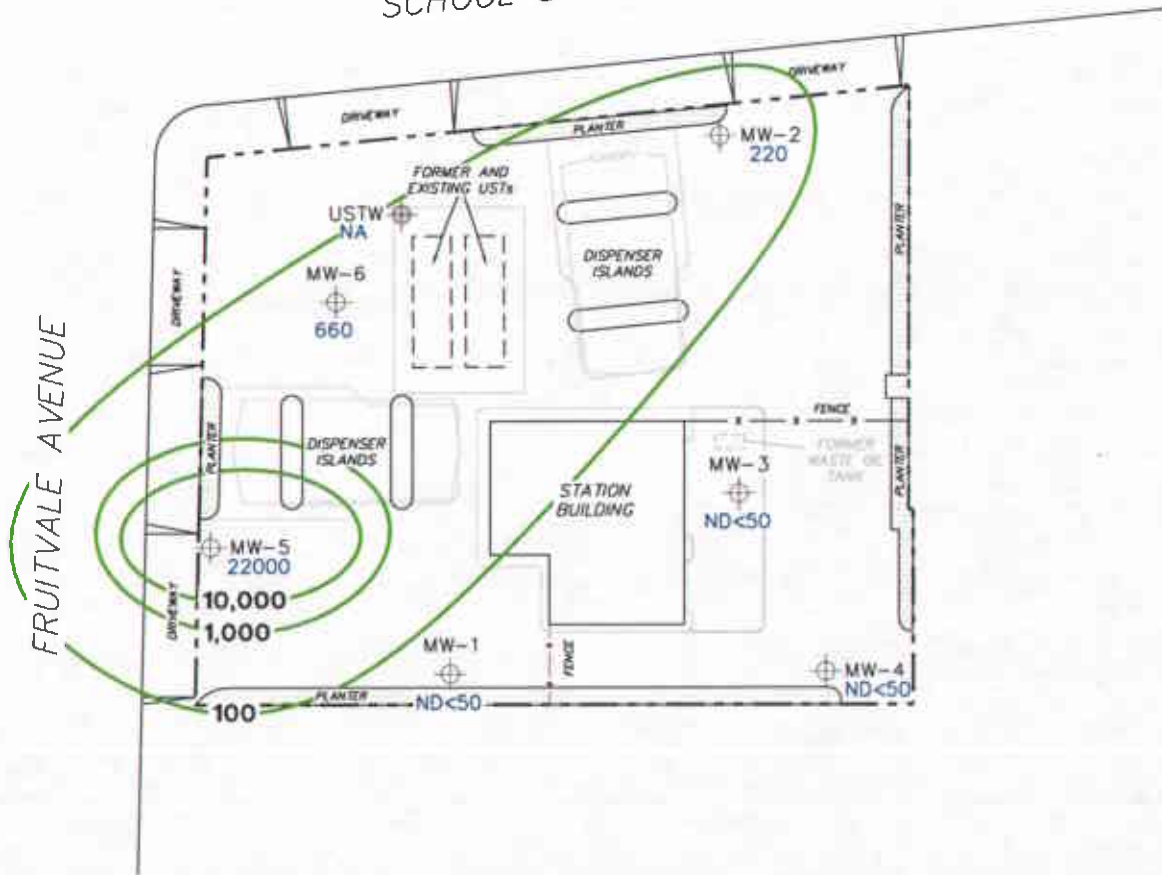 SCHOOL
DRIVEWAY
DRIVEWAY
PLANTER
MW-2
220
FORMER AND
EXISTING USTs
USTW
NA
MW-6
660
DISPENSER
ISLANDS
PLANTER
DRIVEWAY
FRUITVALE AVENUE
PLANTER
DISPENSER
ISLANDS
FENCE
FORMER
WASTE OIL
TANK
PLANTER
MW-3
ND<50
STATION
BUILDING
MW-5
22000
10,000
1,000
DRIVEWAY
MW-1
ND<50
FENCE
MW-4
ND<50
PLANTER
100